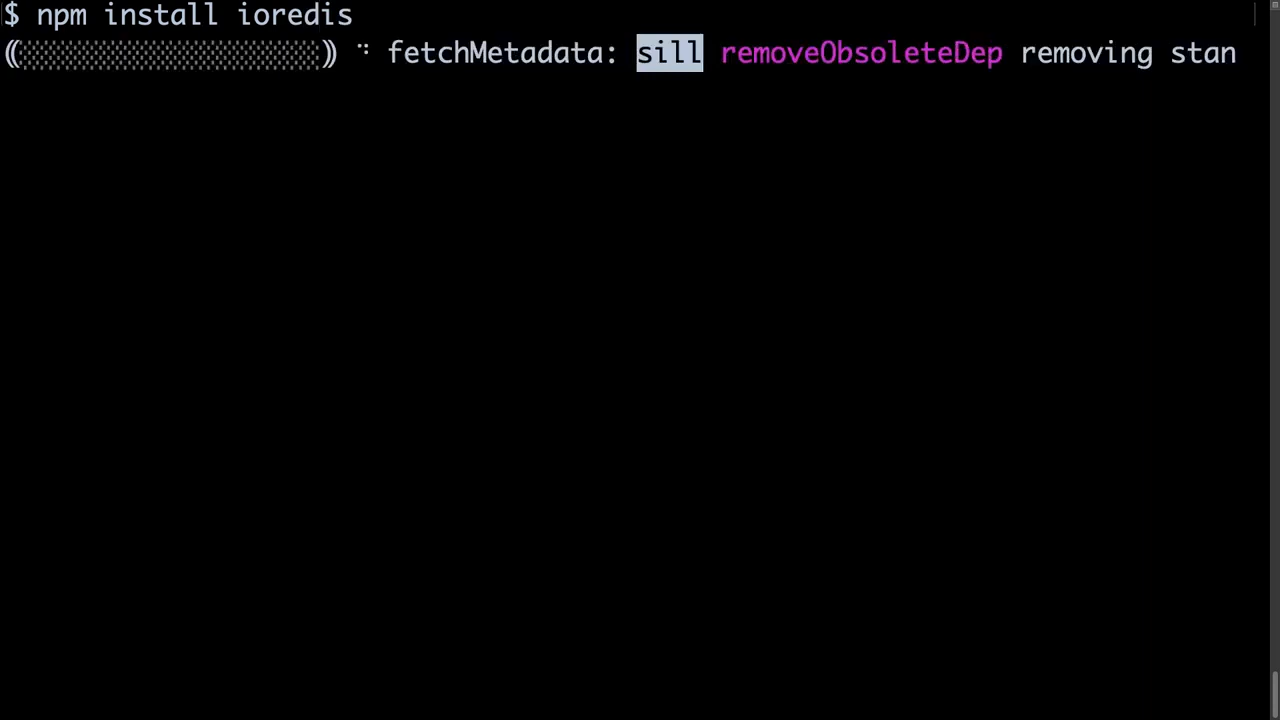 $ npm install ioredis
(░░░░░░░░░░░░░░░░░░) ⠙ fetchMetadata: sill removeObsoleteDep removing stan